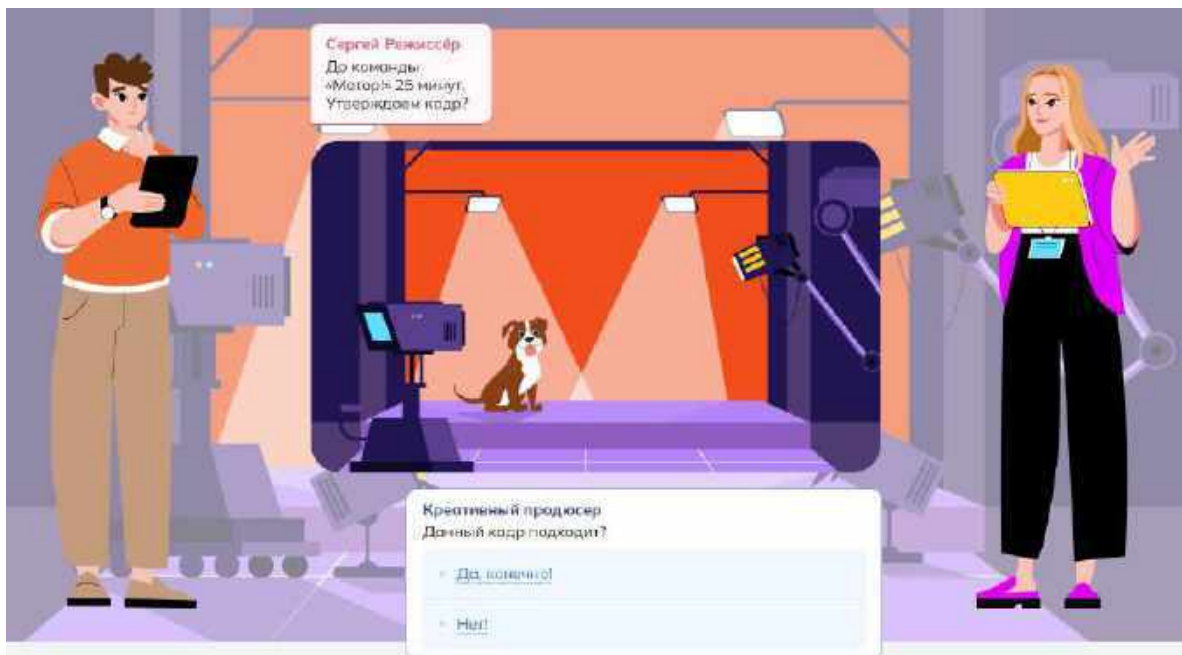 Сергей Режиссёр
До команды
«Мотор!» 25 минут.
Утверждаем кадр?
Креативный продюсер
Данный кадр подходит?
Да, конечно!
Нет!